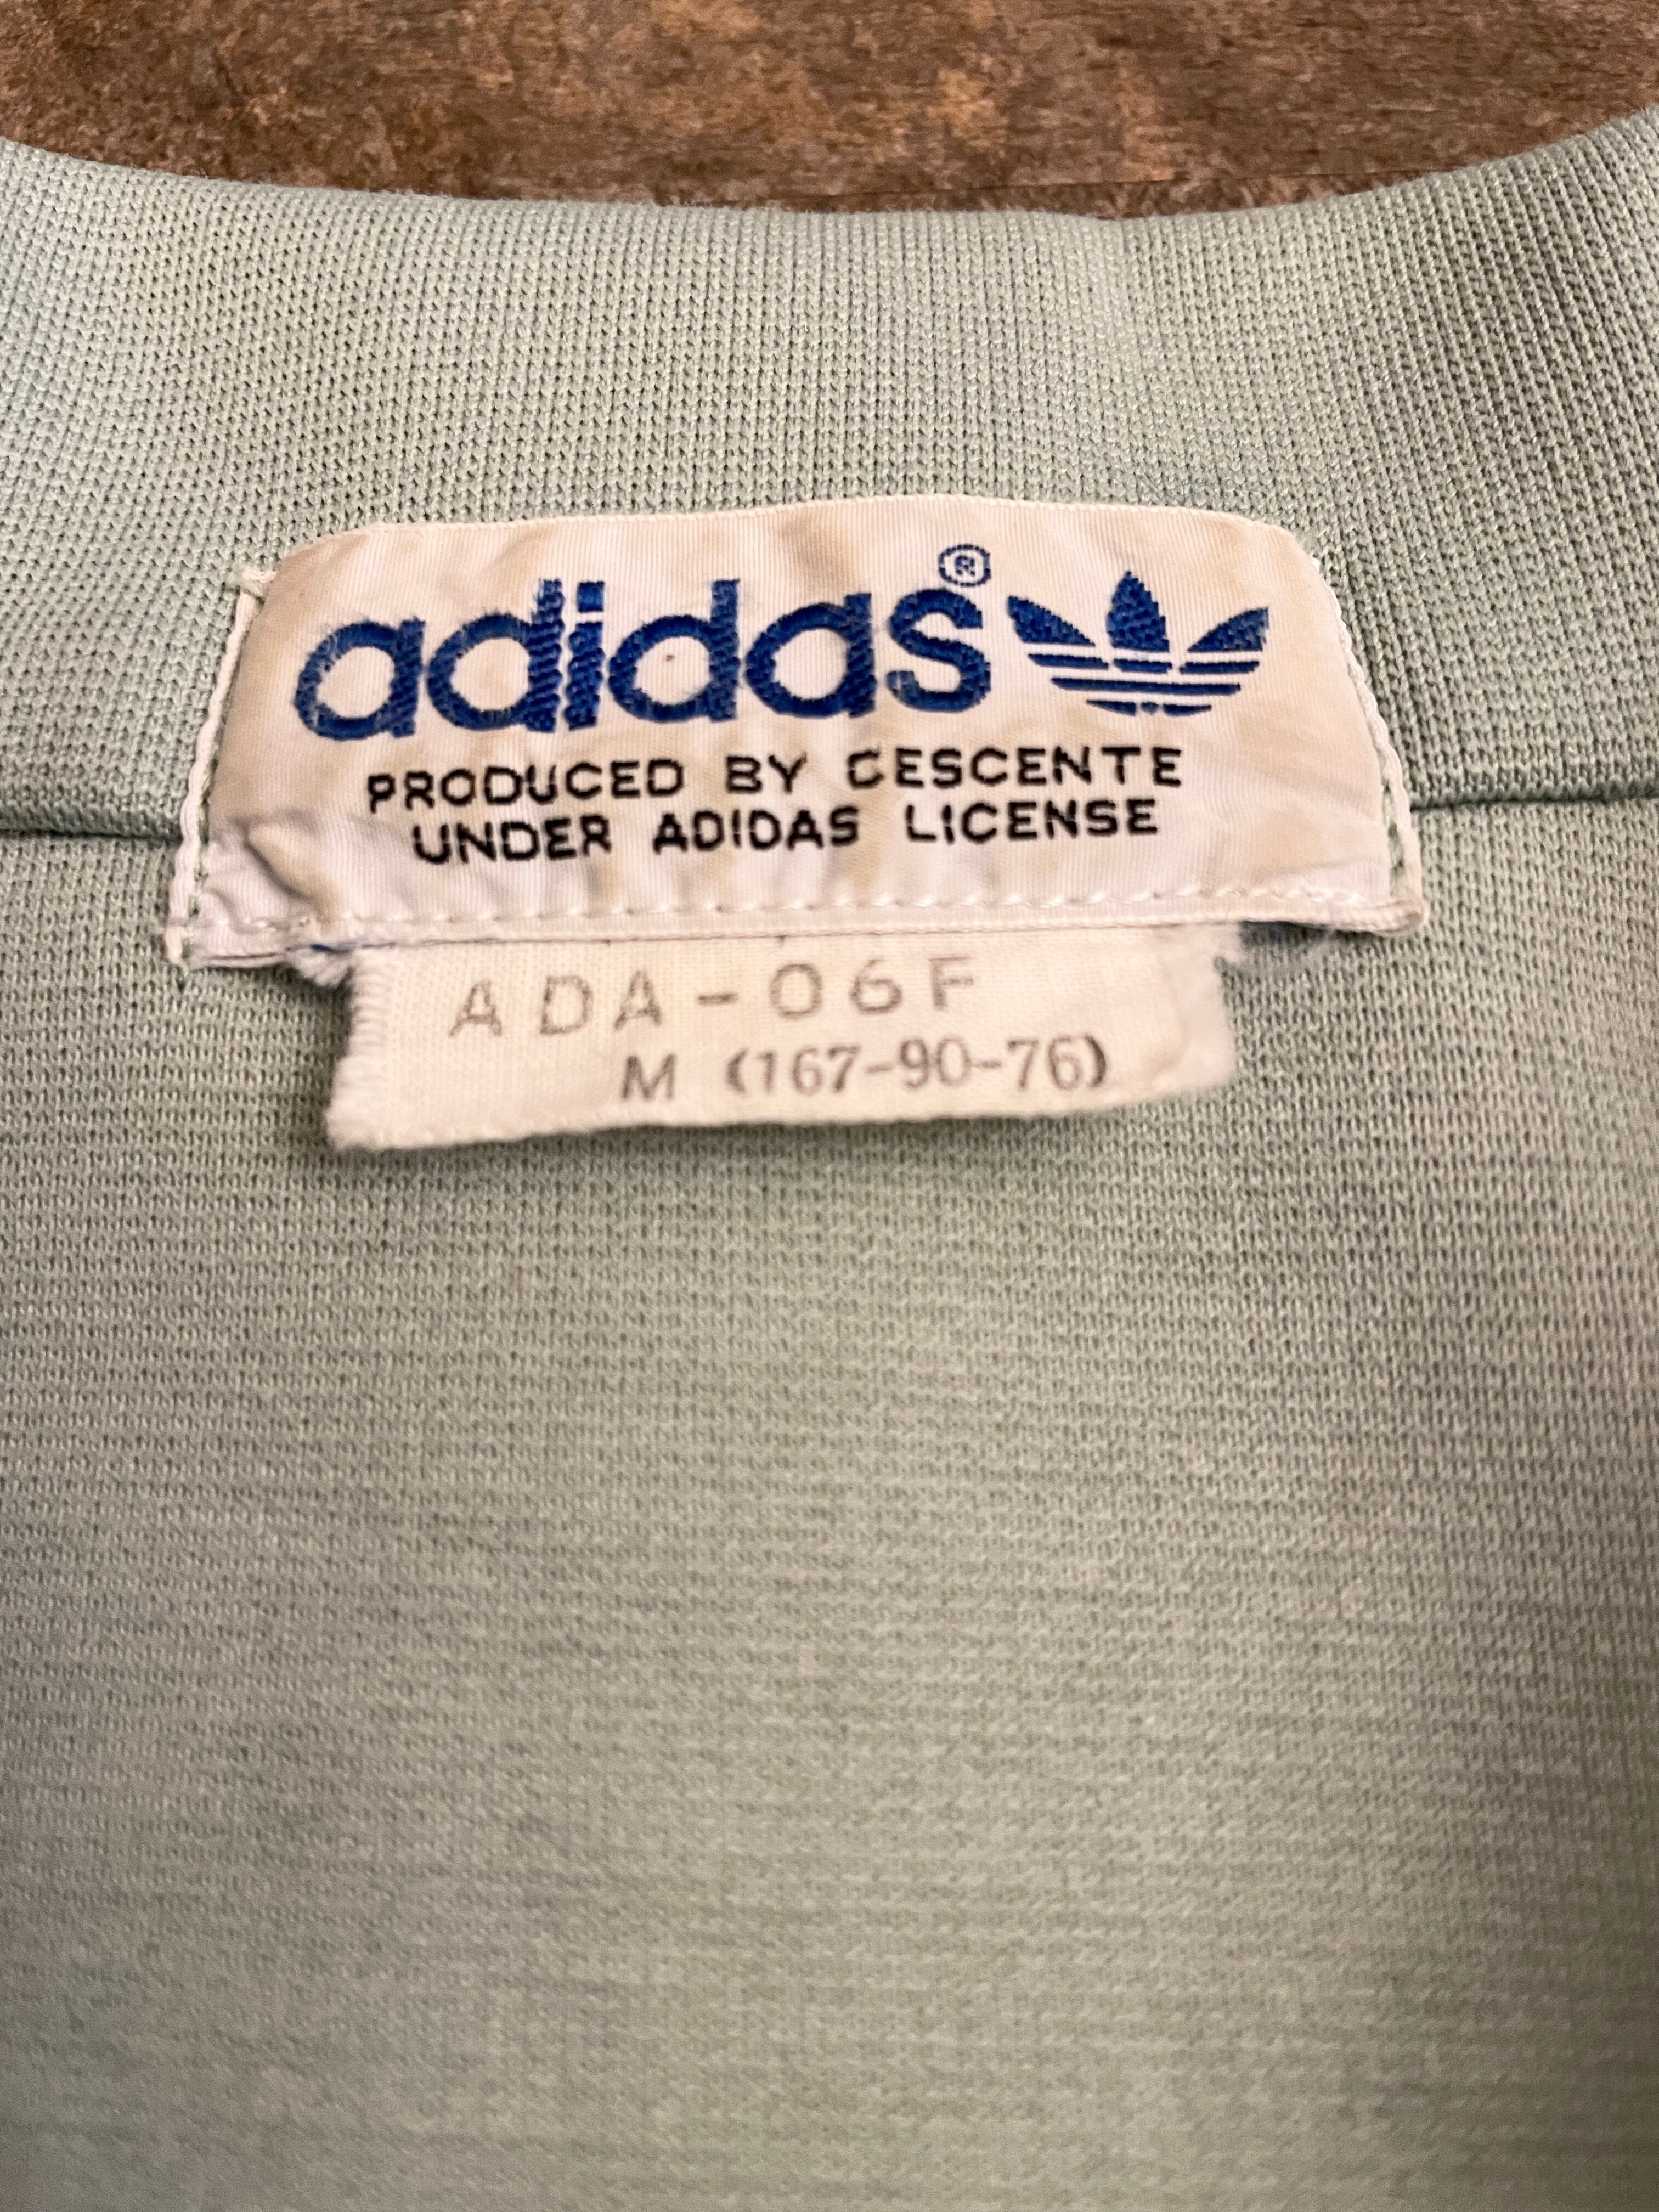 adidas®
PRODUCED BY DESCENTE
UNDER ADIDAS LICENSE
ADA-06F
M (167-90-76)